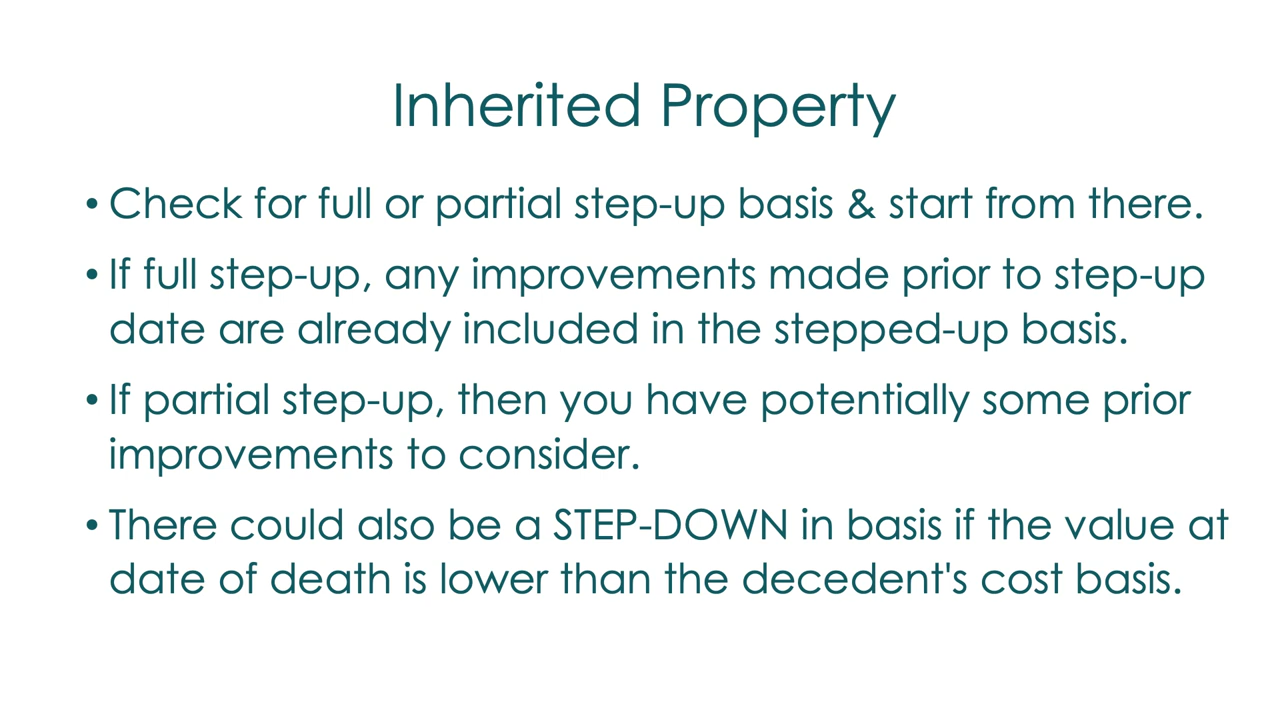 Inherited Property
• Check for full or partial step-up basis & start from there.
• If full step-up, any improvements made prior to step-up
date are already included in the stepped-up basis.
• If partial step-up, then you have potentially some prior
improvements to consider.
• There could also be a STEP-DOWN in basis if the value at
date of death is lower than the decedent's cost basis.